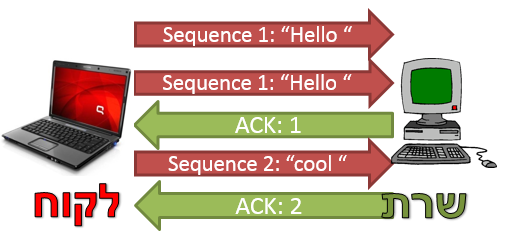 Sequence 1: “Hello “
Sequence 1: “Hello “
ACK: 1
Sequence 2: “cool “
ACK: 2
לקוח
שרת